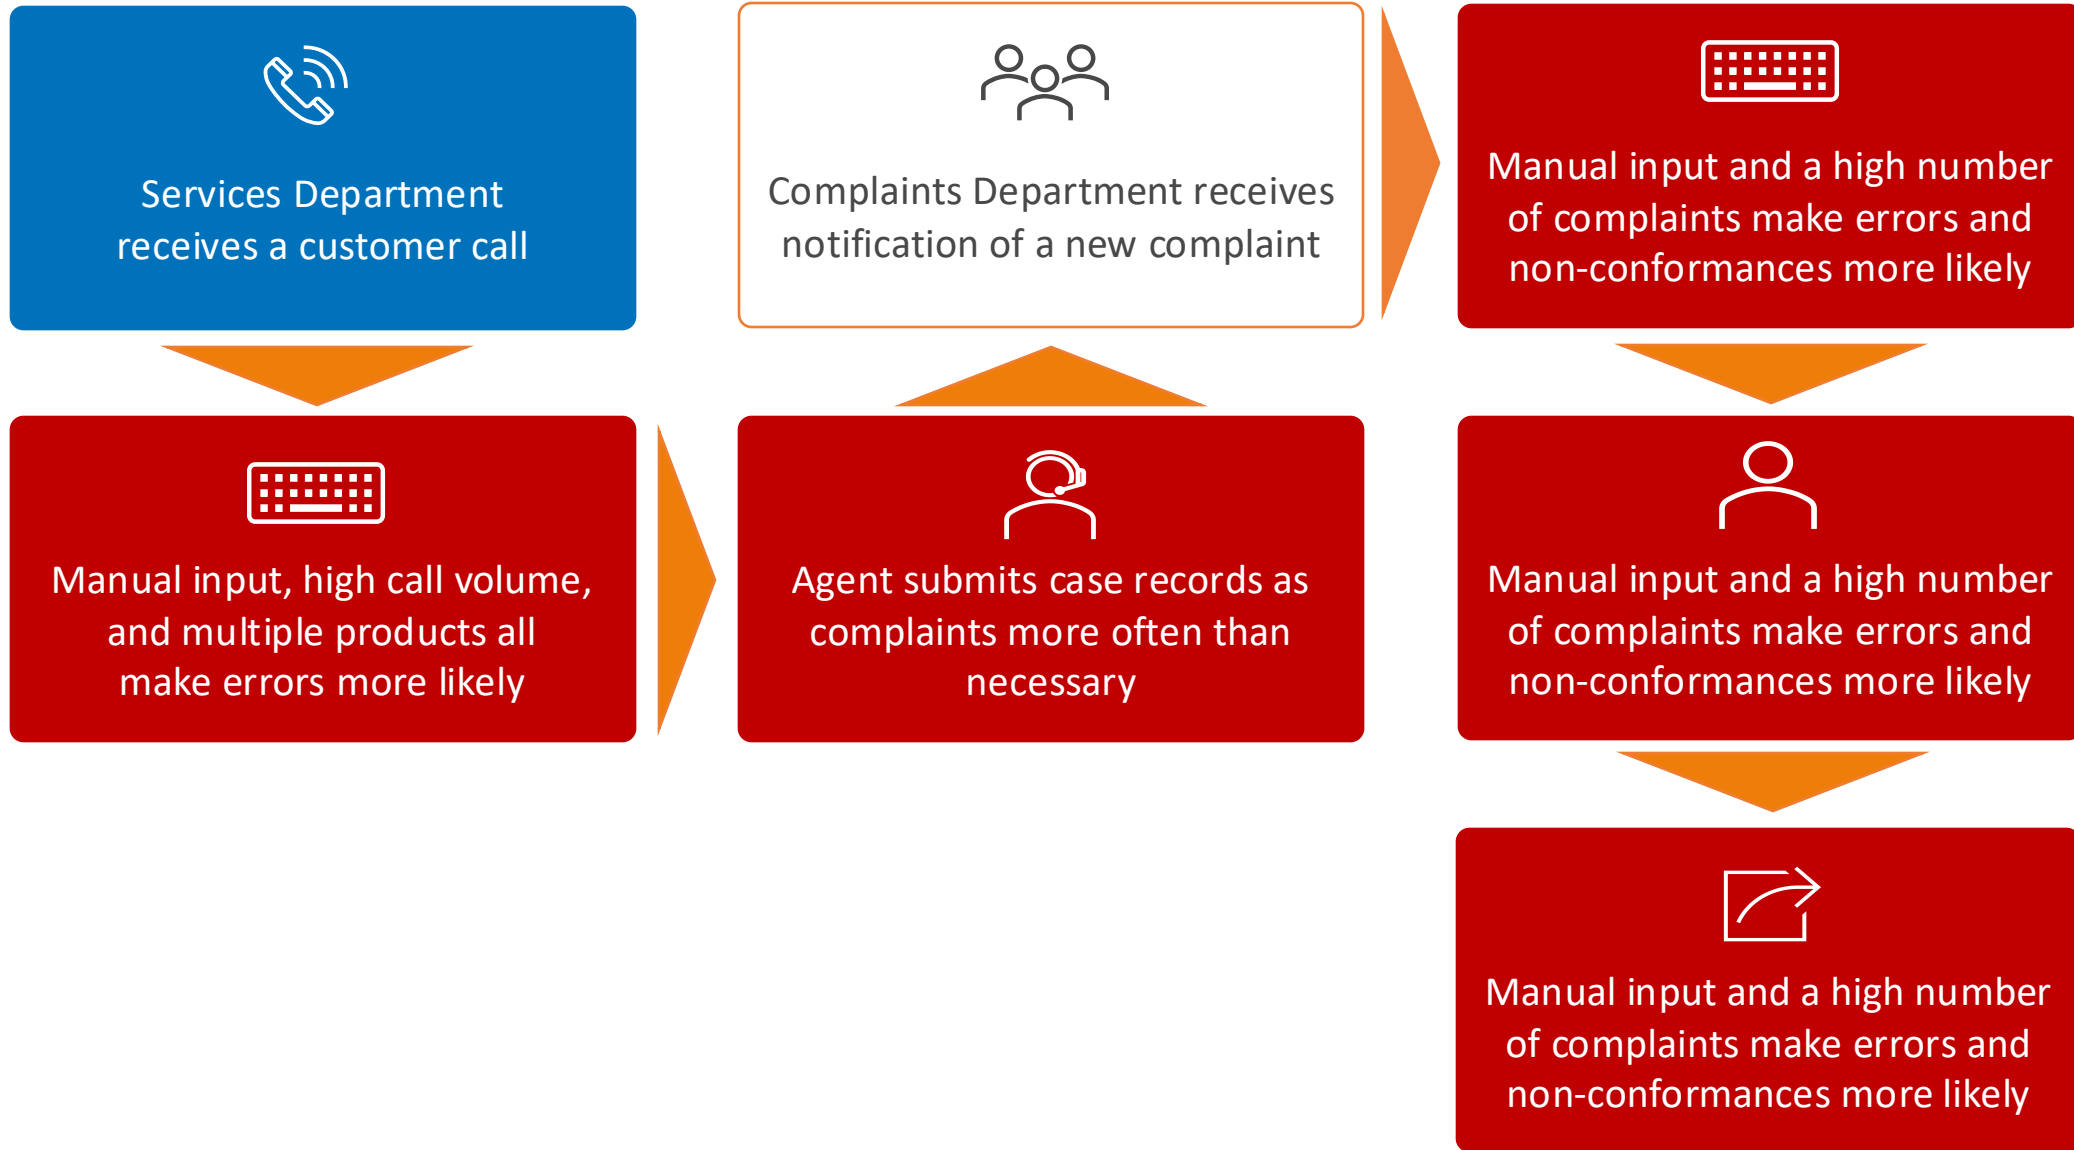 Services Department
receives a customer call
Manual input, high call volume,
and multiple products all
make errors more likely
Agent submits case records as
complaints more often than
necessary
Complaints Department receives
notification of a new complaint
Manual input and a high number
of complaints make errors and
non-conformances more likely
Manual input and a high number
of complaints make errors and
non-conformances more likely
Manual input and a high number
of complaints make errors and
non-conformances more likely